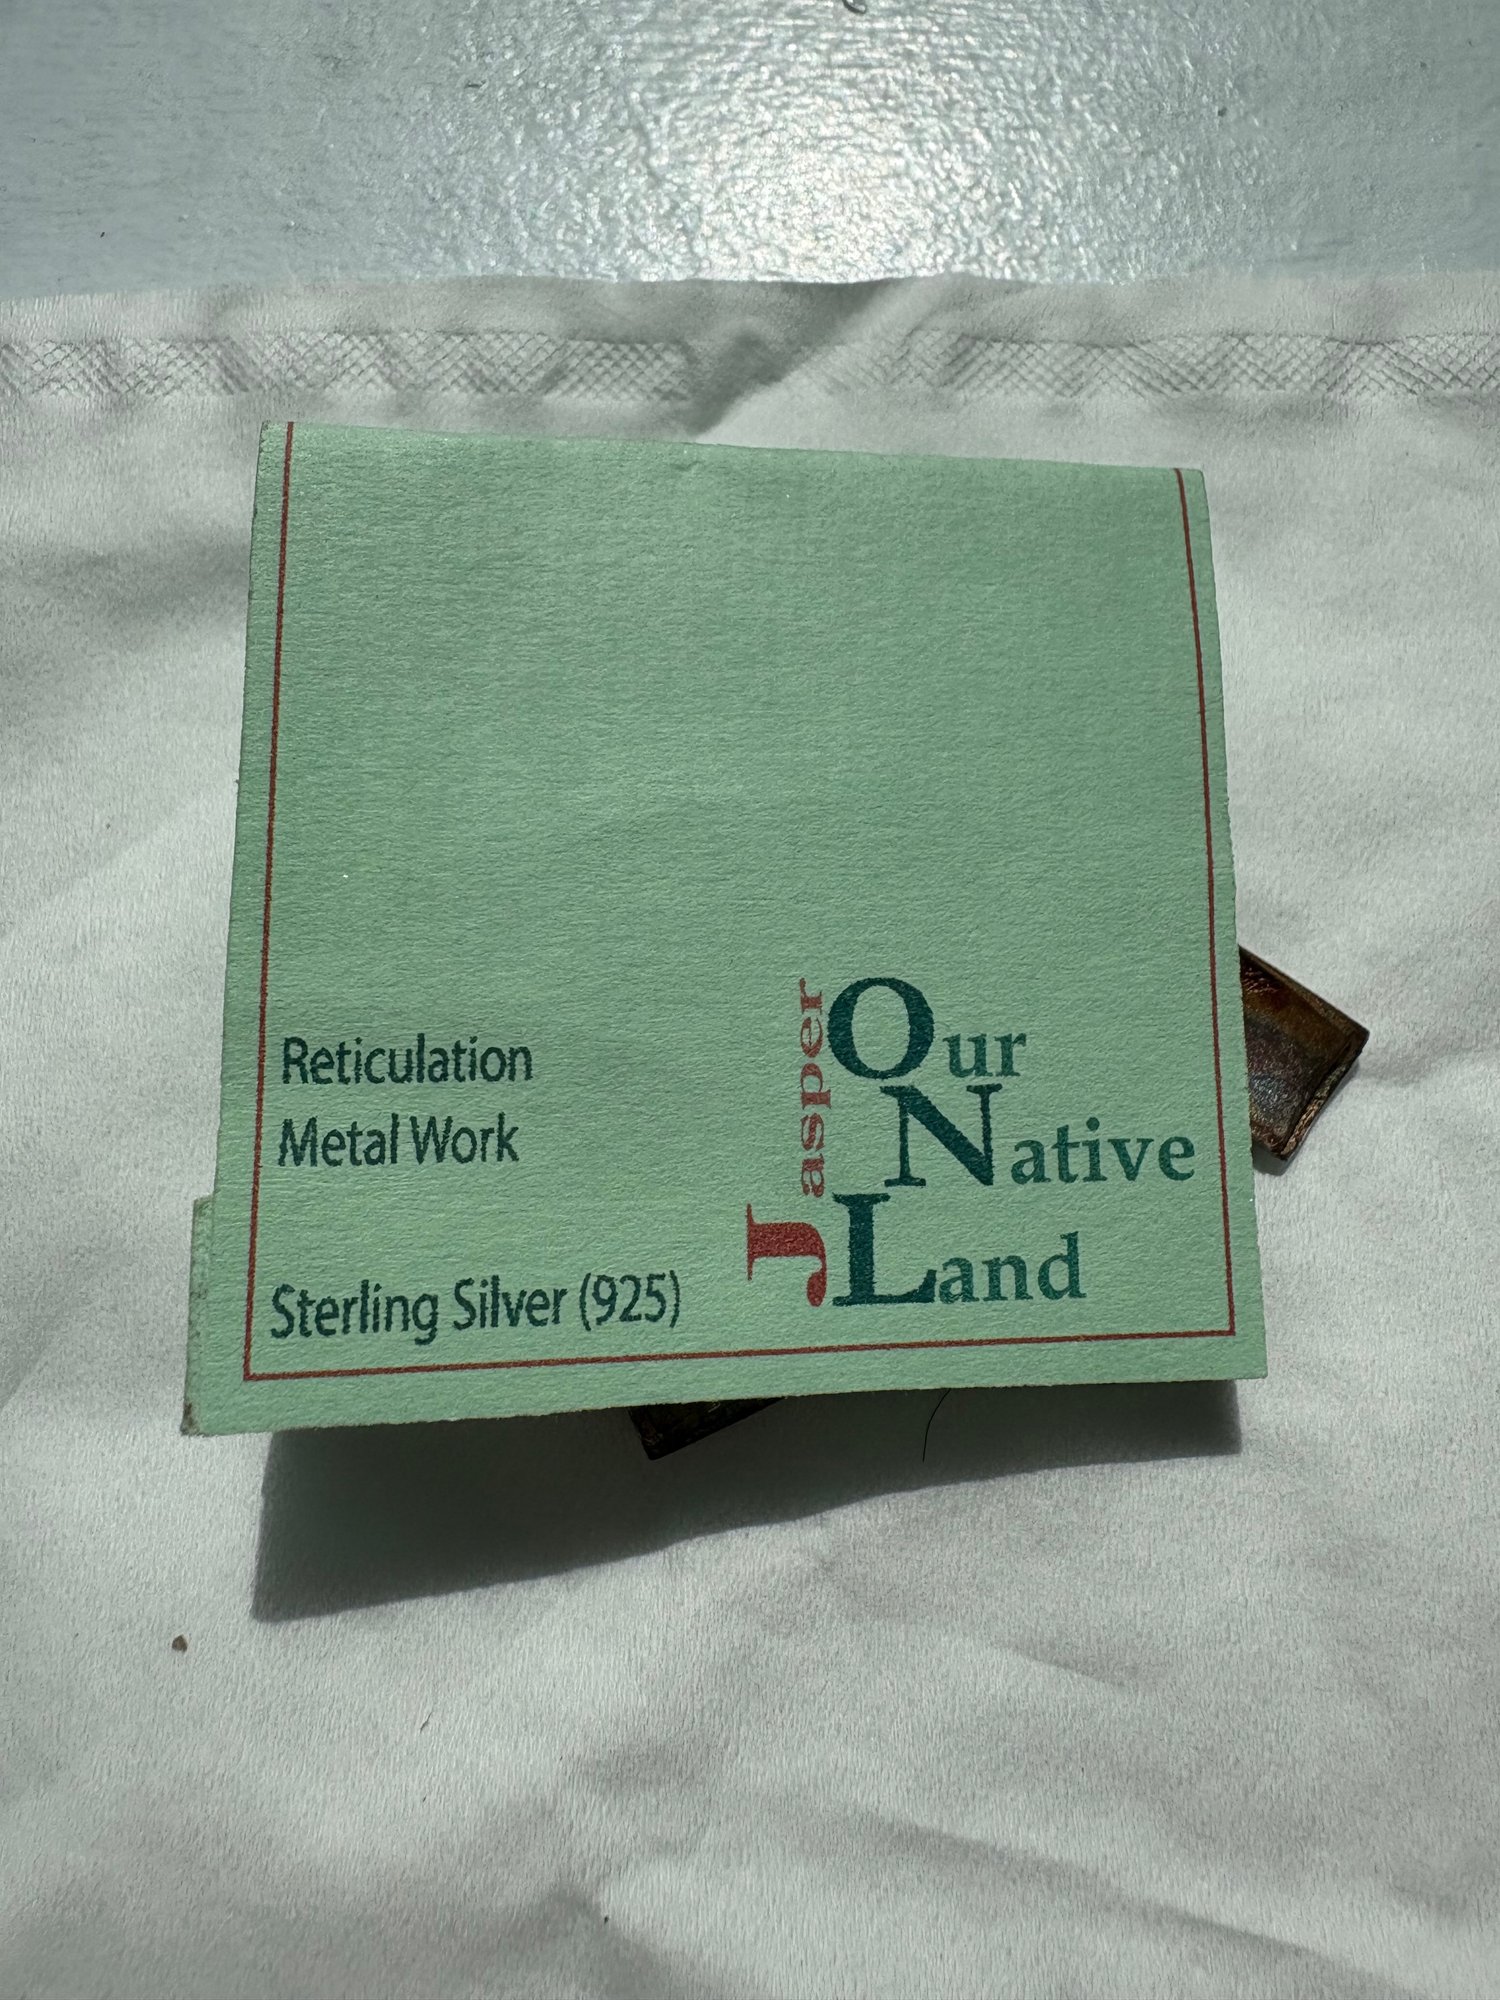 Reticulation
Metal Work
Sterling Silver (925)
Jasper
Our
Native
Land